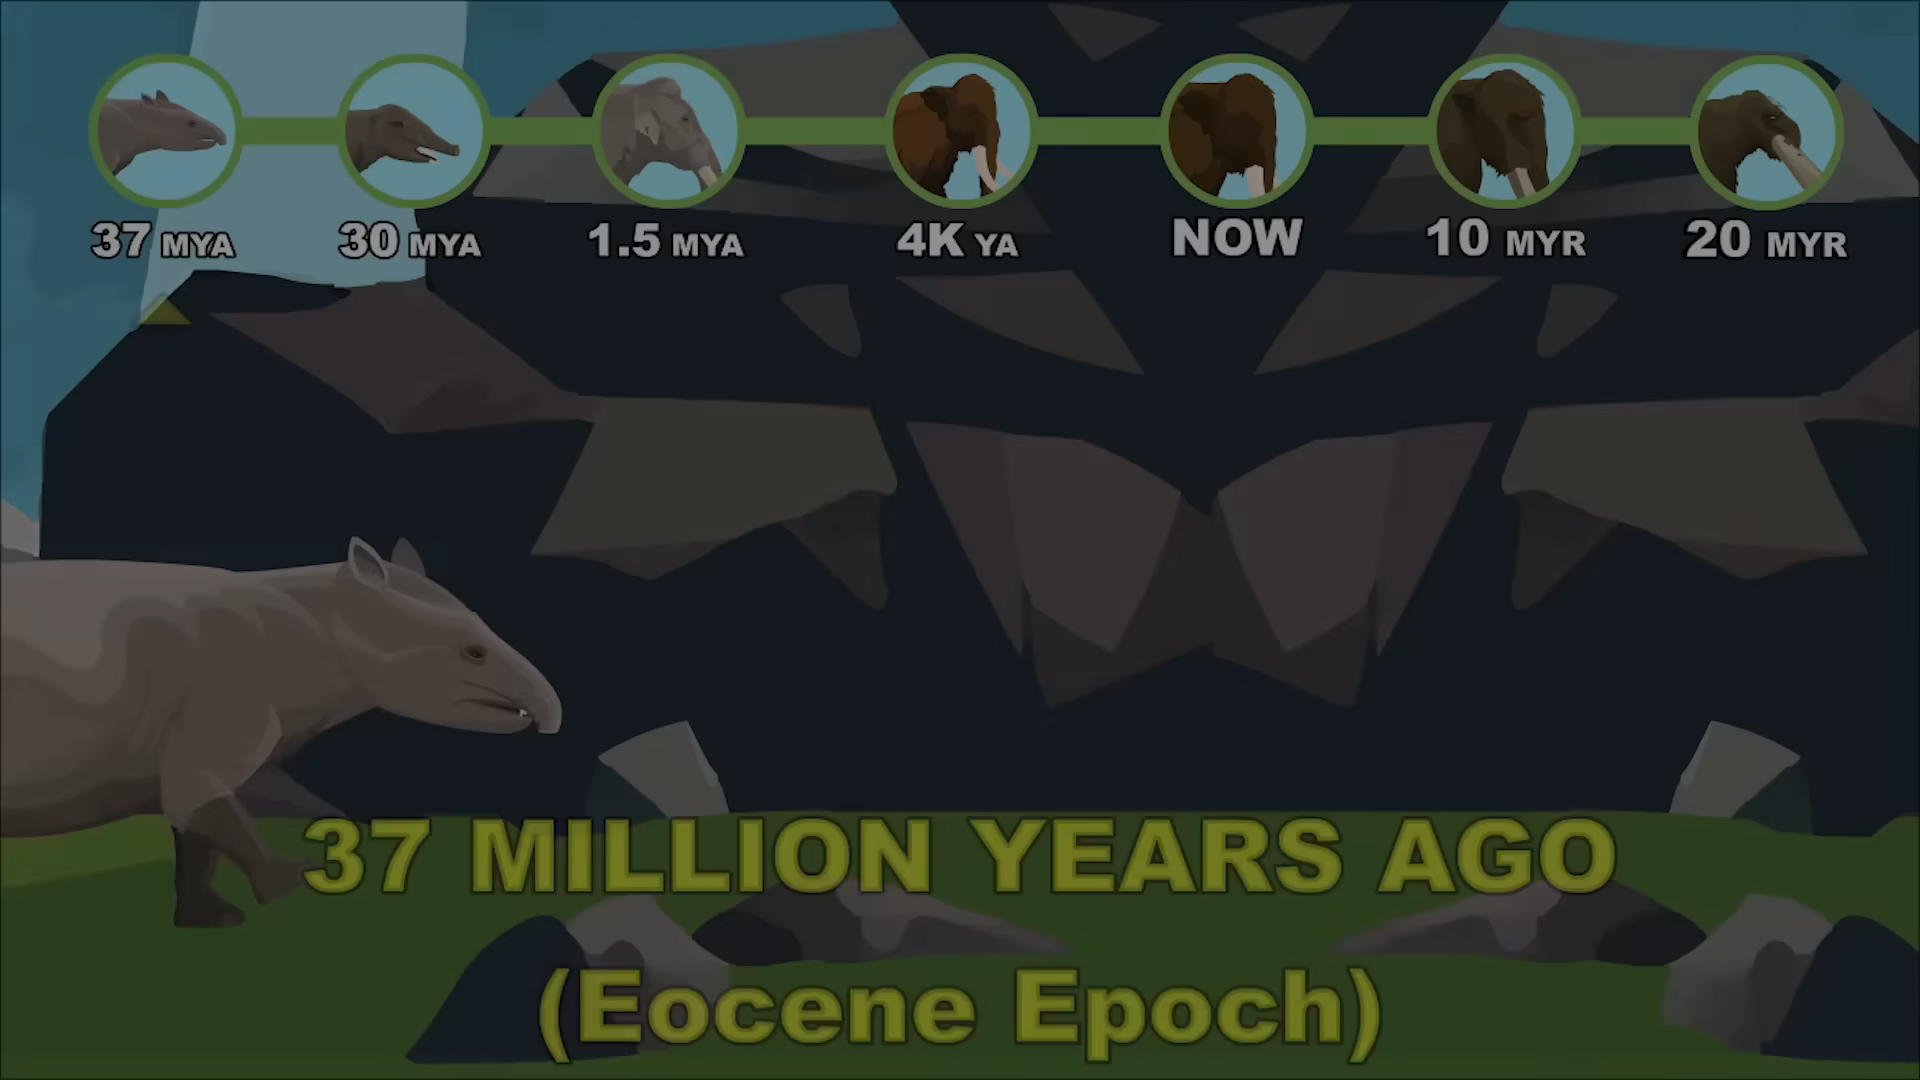 37 MYA 30 MYA 1.5 MYA 4K YA NOW 10 MYR 20 MYR
37 MILLION YEARS AGO
(Eocene Epoch)